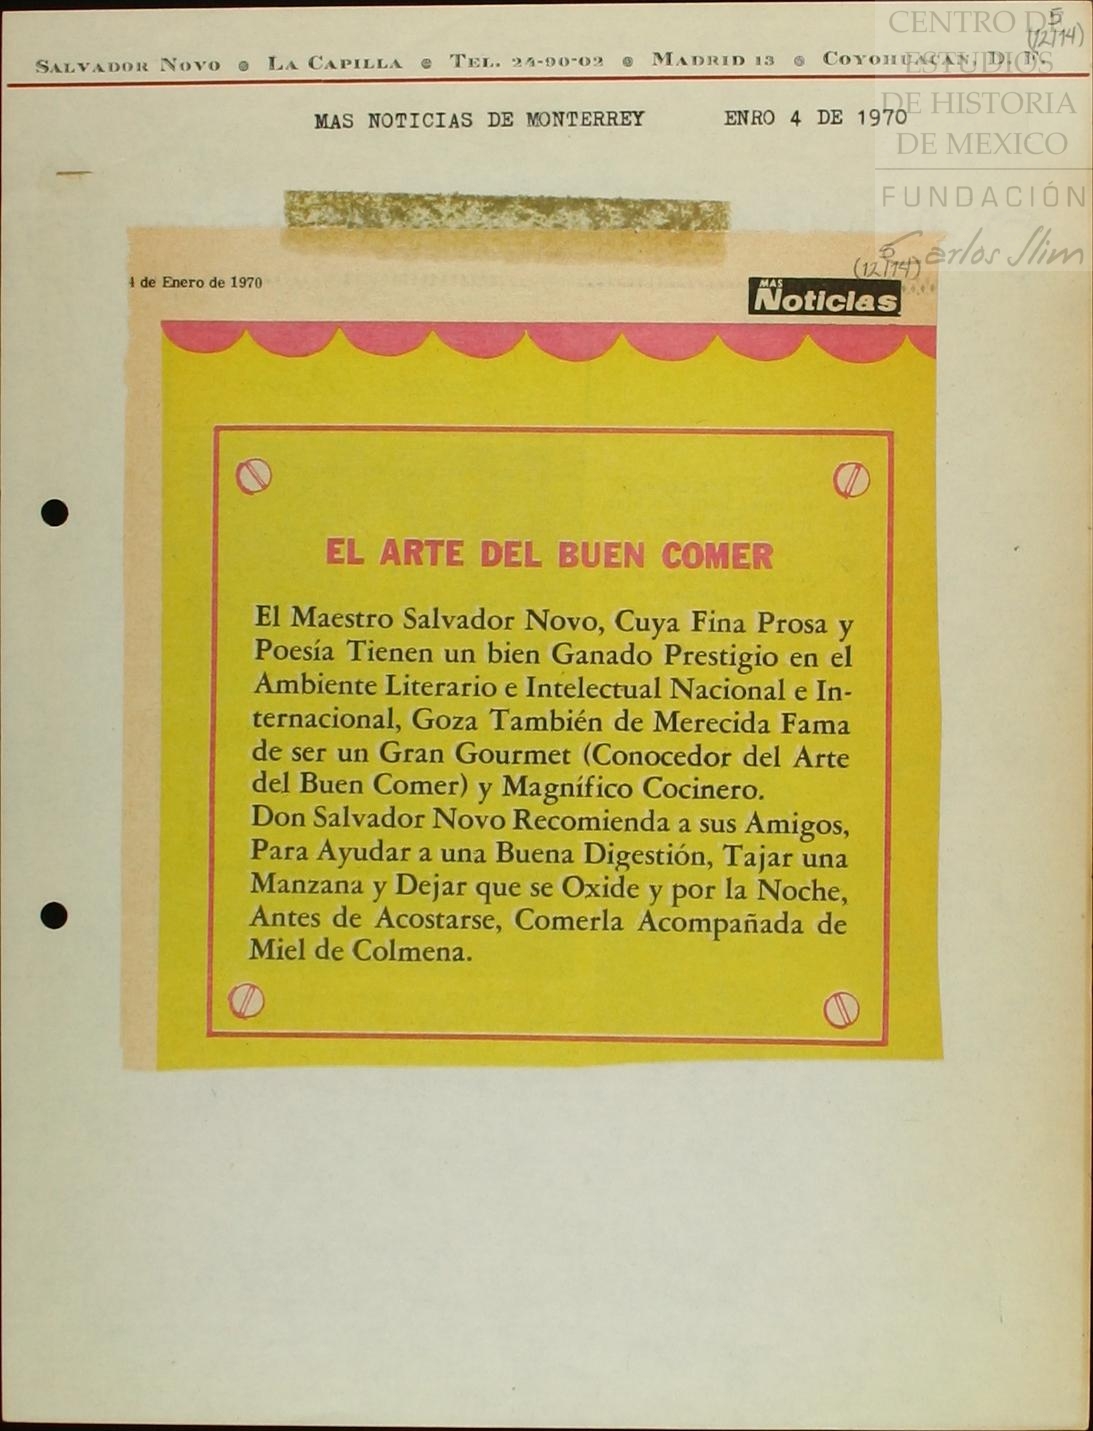 CENTRO DE
ESTUDIOS
DE HISTORIA
DE MEXICO
FUNDACIÓN
Carlos Slim
5
(12/14)
SALVADOR NOVO LA CAPILLA TEL. 24-90-02 MADRID 13 COYOHUACAN, D. F.
MAS NOTICIAS DE MONTERREY ENRO 4 DE 1970
5
(12/14)
4 de Enero de 1970
MAS
Noticias
EL ARTE DEL BUEN COMER
El Maestro Salvador Novo, Cuya Fina Prosa y
Poesía Tienen un bien Ganado Prestigio en el
Ambiente Literario e Intelectual Nacional e In-
ternacional, Goza También de Merecida Fama
de ser un Gran Gourmet (Conocedor del Arte
del Buen Comer) y Magnífico Cocinero.
Don Salvador Novo Recomienda a sus Amigos,
Para Ayudar a una Buena Digestión, Tajar una
Manzana y Dejar que se Oxide y por la Noche,
Antes de Acostarse, Comerla Acompañada de
Miel de Colmena.